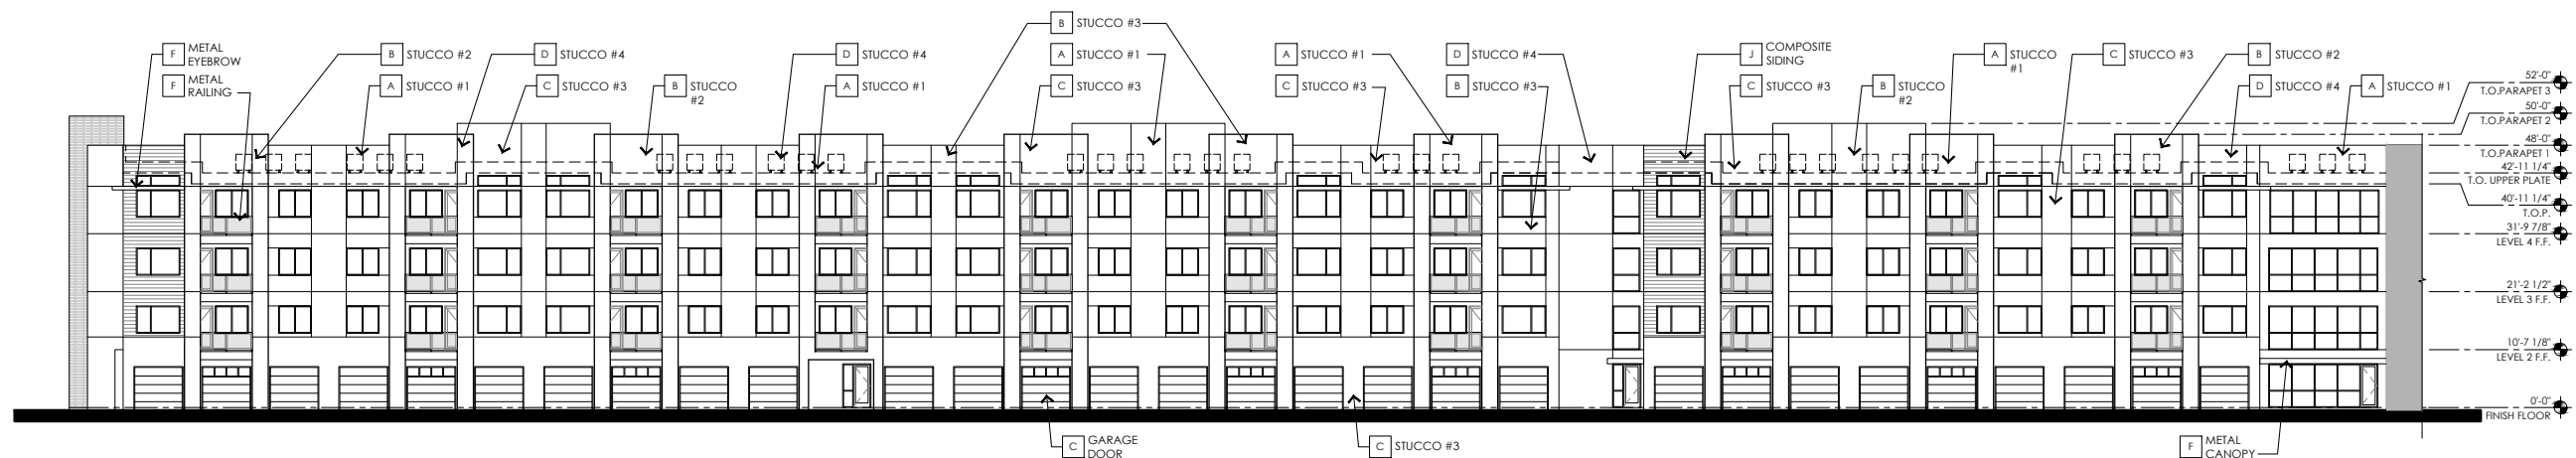 B STUCCO #3
F METAL
EYEBROW
B STUCCO #2
D STUCCO #4
D STUCCO #4
A STUCCO #1
A STUCCO #1
D STUCCO #4
J COMPOSITE
SIDING
A STUCCO
#1
C STUCCO #3
B STUCCO #2
F METAL
RAILING
A STUCCO #1
C STUCCO #3
B STUCCO
#2
A STUCCO #1
C STUCCO #3
C STUCCO #3
B STUCCO #3
C STUCCO #3
B STUCCO
#2
D STUCCO #4
A STUCCO #1
52'-0"
T.O.PARAPET 3
50'-0"
T.O.PARAPET 2
48'-0"
T.O.PARAPET 1
42'-11 1/4"
T.O. UPPER PLATE
40'-11 1/4"
T.O.P.
31'-9 7/8"
LEVEL 4 F.F.
21'-2 1/2"
LEVEL 3 F.F.
10'-7 1/8"
LEVEL 2 F.F.
0'-0"
FINISH FLOOR
C GARAGE
DOOR
C STUCCO #3
F METAL
CANOPY